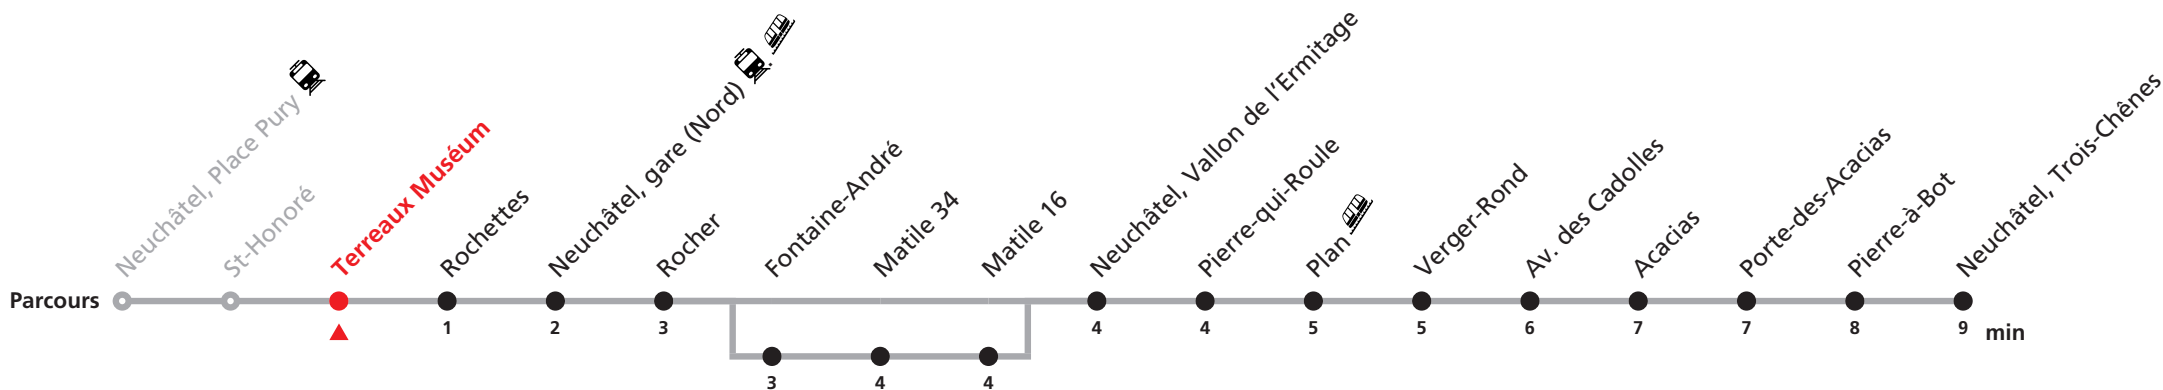 Neuchâtel, Place Pury
St-Honoré
Terreaux Muséum
Rochettes
Neuchâtel, gare (Nord)
Rocher
Fontaine-André
Matile 34
Matile 16
Neuchâtel, Vallon de l'Ermitage
Pierre-qui-Roule
Plan
Verger-Rond
Av. des Cadolles
Acacias
Porte-des-Acacias
Pierre-à-Bot
Neuchâtel, Trois-Chênes
Parcours
1 2 3 4 4 5 5 6 7 7 8 9 min
3 4 4